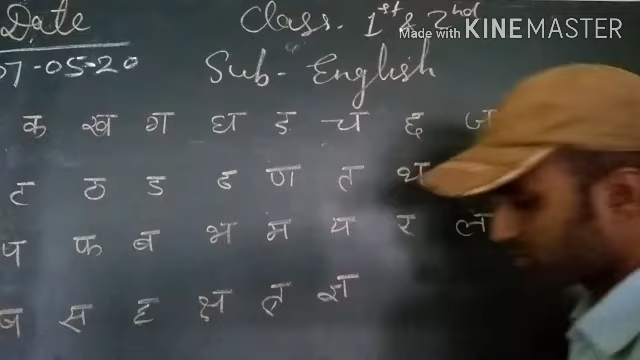 Date Class. 1st & 2nd
Made with KINEMASTER
07-05-20 Sub- English
क ख ग घ ङ च छ ज
ट ठ ड ढ ण त थ
प फ ब भ म य र ल
ष स ह क्ष त्र ज्ञ